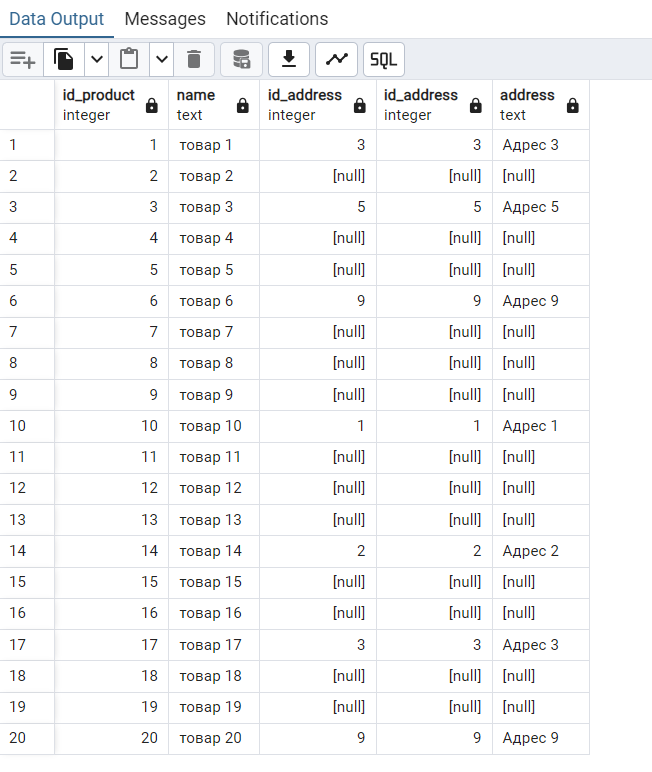 Data Output Messages Notifications
SQL
id_product name id_address id_address address
integer text integer integer text
1 1 товар 1 3 3 Адрес 3
2 2 товар 2 [null] [null] [null]
3 3 товар 3 5 5 Адрес 5
4 4 товар 4 [null] [null] [null]
5 5 товар 5 [null] [null] [null]
6 6 товар 6 9 9 Адрес 9
7 7 товар 7 [null] [null] [null]
8 8 товар 8 [null] [null] [null]
9 9 товар 9 [null] [null] [null]
10 10 товар 10 1 1 Адрес 1
11 11 товар 11 [null] [null] [null]
12 12 товар 12 [null] [null] [null]
13 13 товар 13 [null] [null] [null]
14 14 товар 14 2 2 Адрес 2
15 15 товар 15 [null] [null] [null]
16 16 товар 16 [null] [null] [null]
17 17 товар 17 3 3 Адрес 3
18 18 товар 18 [null] [null] [null]
19 19 товар 19 [null] [null] [null]
20 20 товар 20 9 9 Адрес 9